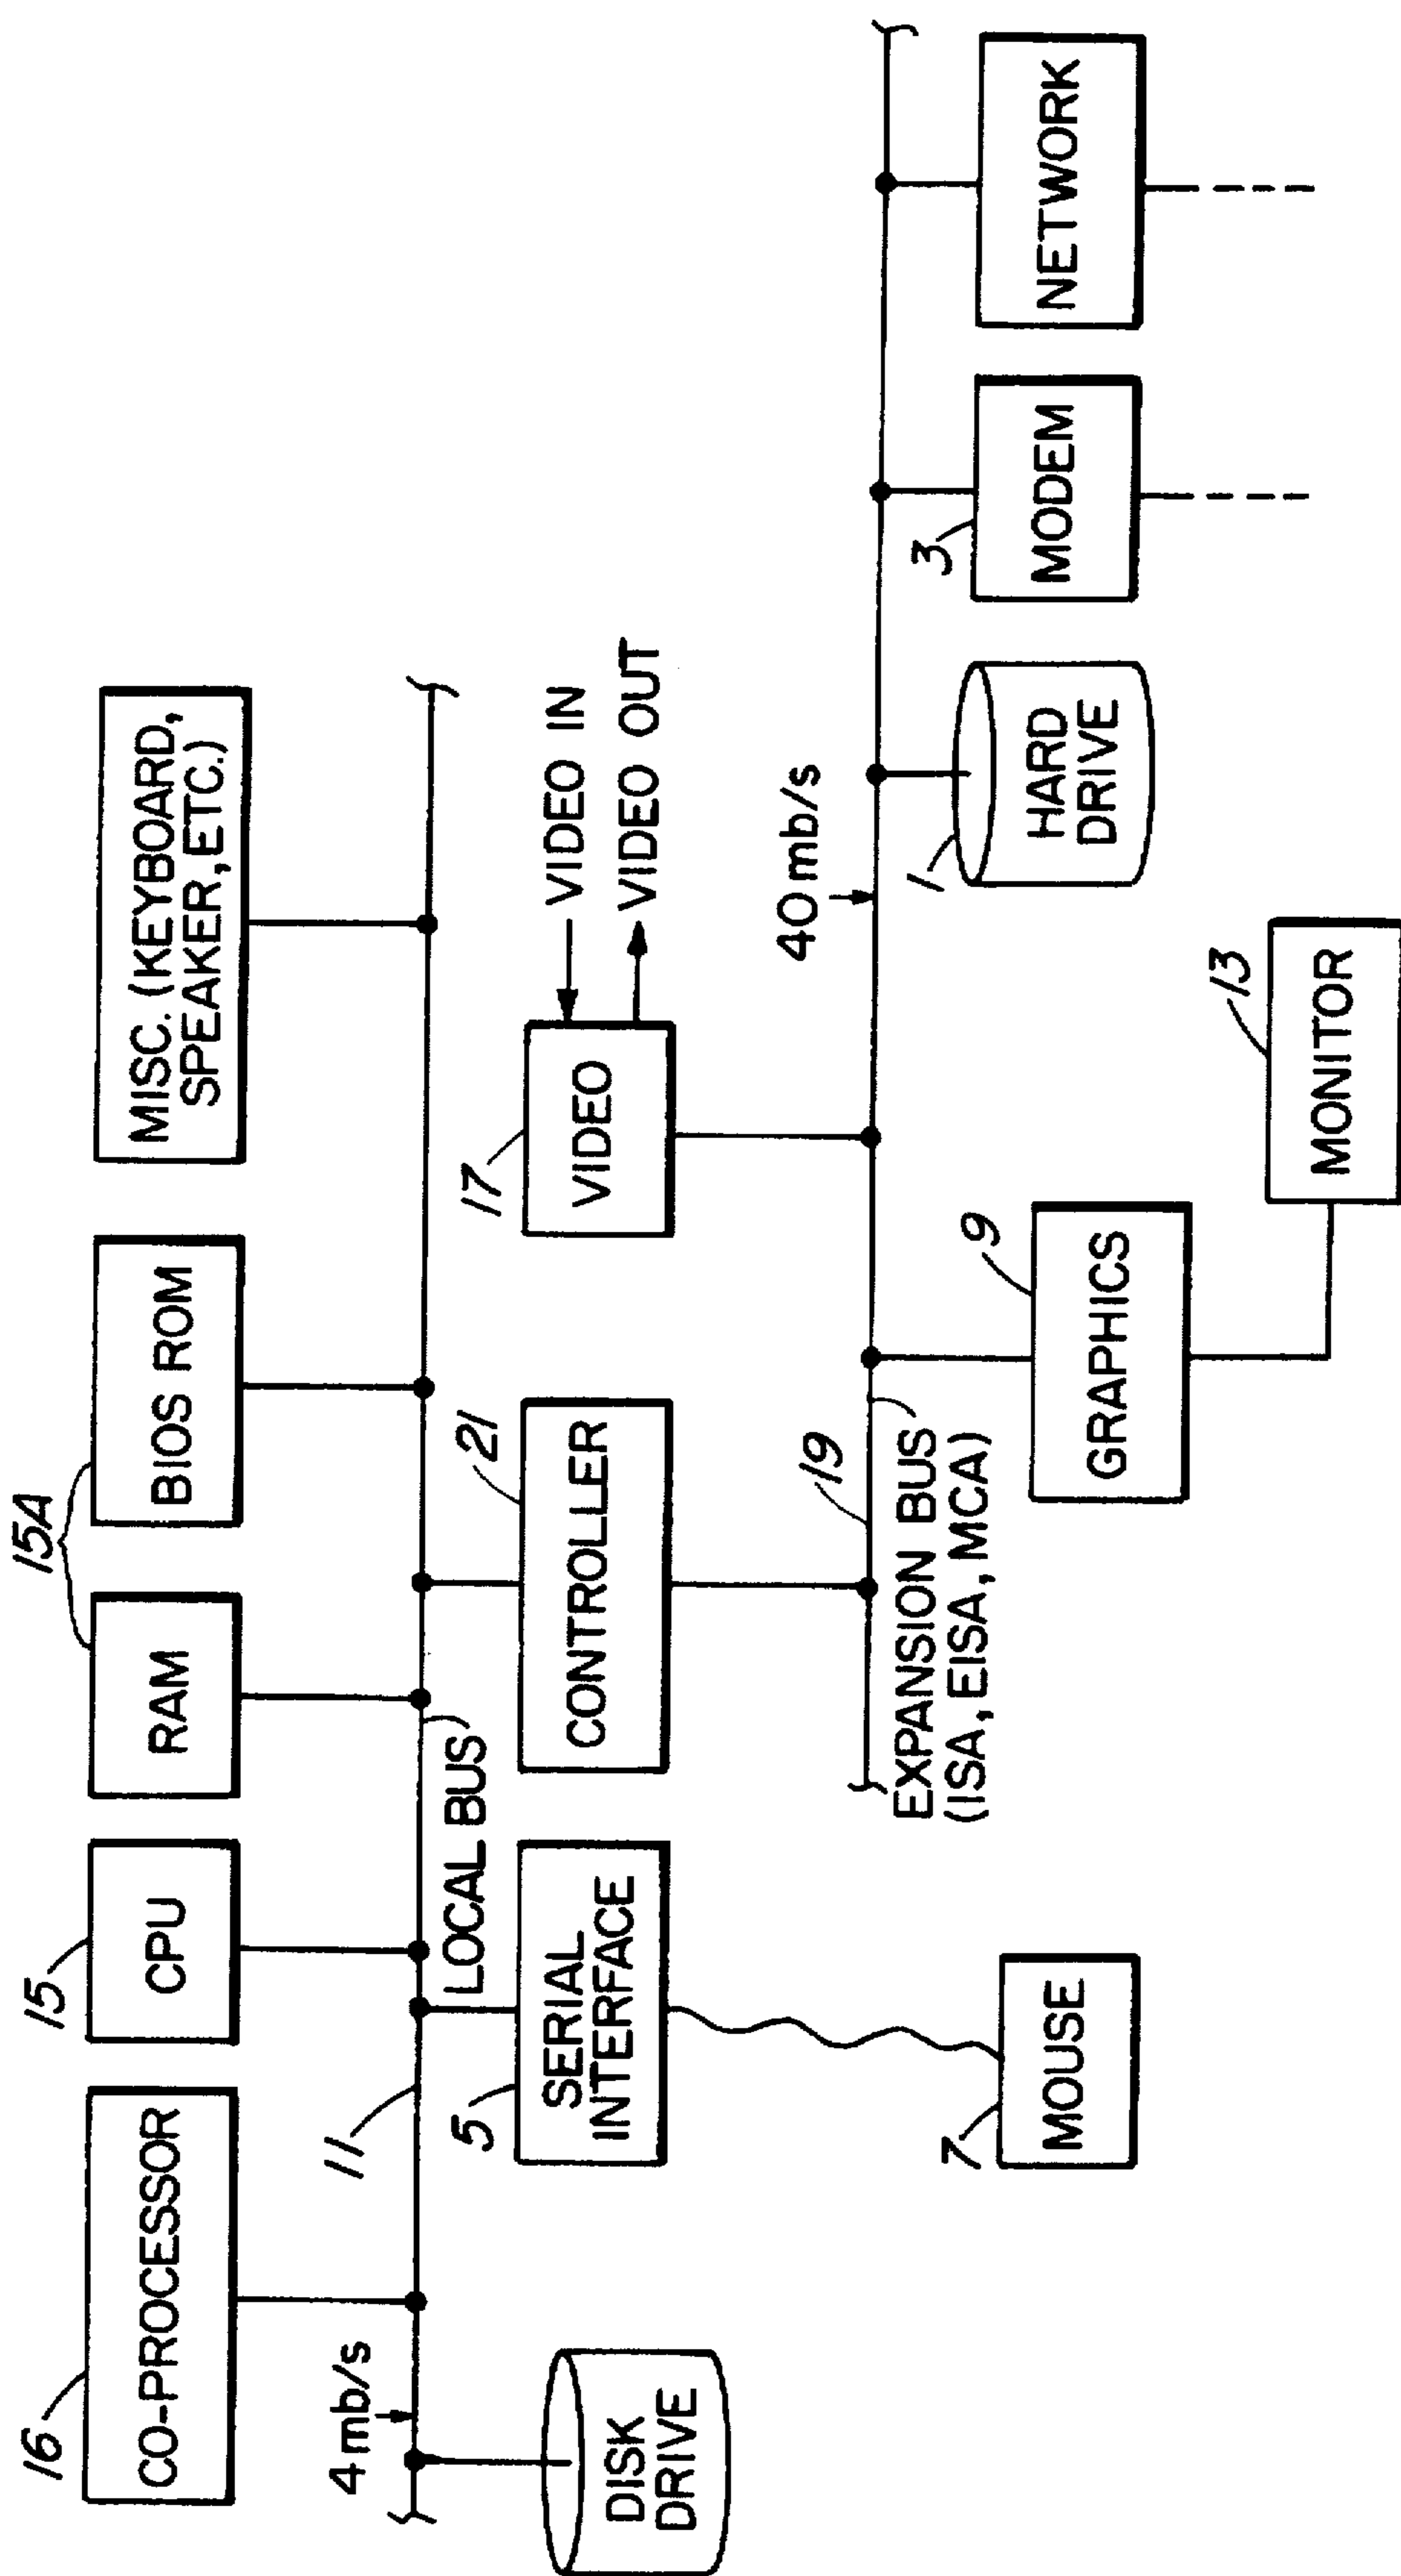 16
CO-PROCESSOR
15
CPU
15A
RAM
BIOS ROM
MISC. (KEYBOARD,
SPEAKER, ETC.)
4 mb/s
11
LOCAL BUS
DISK
DRIVE
5
SERIAL
INTERFACE
21
CONTROLLER
17
VIDEO
VIDEO IN
VIDEO OUT
7
MOUSE
19
EXPANSION BUS
(ISA, EISA, MCA)
40 mb/s
9
GRAPHICS
13
MONITOR
1
HARD
DRIVE
3
MODEM
NETWORK